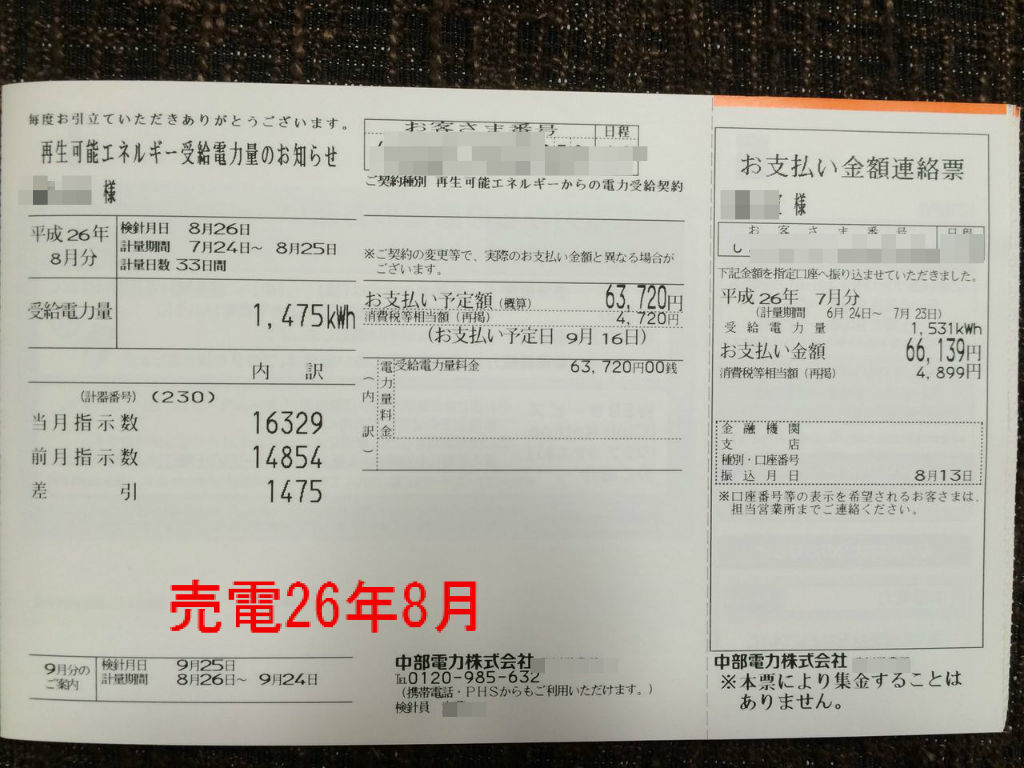 毎度お引立ていただきありがとうございます。
再生可能エネルギー受給電力量のお知らせ
様
平成26年
8月分
検針月日 8月26日
計量期間 7月24日~ 8月25日
計量日数 33日間
受給電力量 1,475kWh
内 訳
(計器番号) (230)
当月指示数 16329
前月指示数 14854
差 引 1475
売電26年8月
9月分の
ご案内
検針月日 9月25日
計量期間 8月26日~ 9月24日
お客さま番号 日程
ご契約種別 再生可能エネルギーからの電力受給契約
※ご契約の変更等で、実際のお支払い金額と異なる場合が
ございます。
お支払い予定額(概算) 63,720円
消費税等相当額(再掲) 4,720円
(お支払い予定日 9月16日)
(内訳)
電力量料金
受給電力量料金 63,720円00銭
中部電力株式会社
℡0120-985-632
(携帯電話・PHSからもご利用いただけます。)
検針員
お支払い金額連絡票
様
お客さま番号 日程
下記金額を指定口座へ振り込ませていただきました。
平成26年 7月分
(計量期間 6月24日~ 7月23日)
受給電力量 1,531kWh
お支払い金額 66,139円
消費税等相当額(再掲) 4,899円
金融機関
支 店
種別・口座番号
振込月日 8月13日
※口座番号等の表示を希望されるお客さまは、
担当営業所までご連絡ください。
中部電力株式会社
※本票により集金することは
ありません。